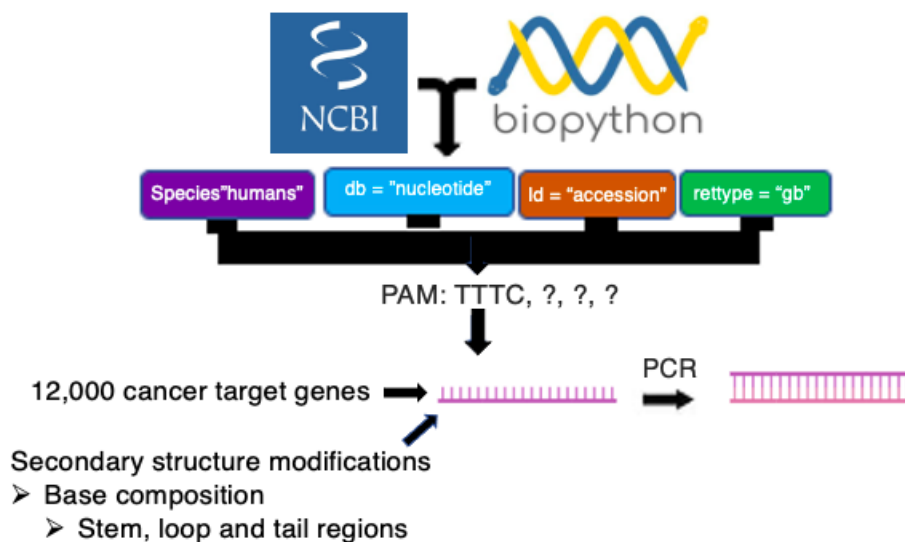 NCBI
biopython
Species"humans"
db = "nucleotide”
Id = “accession”
rettype = “gb”
PAM: TTTC, ?, ?, ?
12,000 cancer target genes
PCR
Secondary structure modifications
➤ Base composition
➤ Stem, loop and tail regions